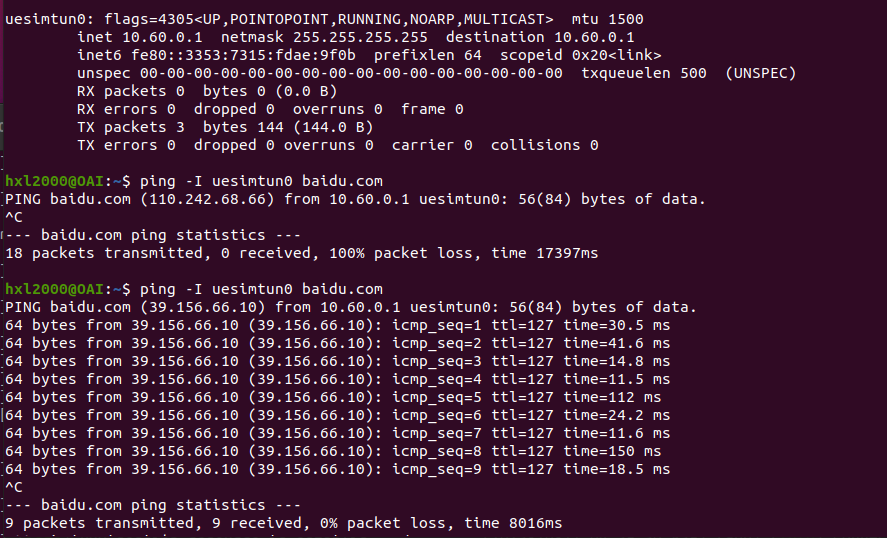 uesimtun0: flags=4305<UP,POINTOPOINT,RUNNING,NOARP,MULTICAST>  mtu 1500
        inet 10.60.0.1  netmask 255.255.255.255  destination 10.60.0.1
        inet6 fe80::3353:7315:fdae:9f0b  prefixlen 64  scopeid 0x20<link>
        unspec 00-00-00-00-00-00-00-00-00-00-00-00-00-00-00-00  txqueuelen 500  (UNSPEC)
        RX packets 0  bytes 0 (0.0 B)
        RX errors 0  dropped 0  overruns 0  frame 0
        TX packets 3  bytes 144 (144.0 B)
        TX errors 0  dropped 0 overruns 0  carrier 0  collisions 0
hxl2000@OAI:~$ ping -I uesimtun0 baidu.com
PING baidu.com (110.242.68.66) from 10.60.0.1 uesimtun0: 56(84) bytes of data.
^C
--- baidu.com ping statistics ---
18 packets transmitted, 0 received, 100% packet loss, time 17397ms
hxl2000@OAI:~$ ping -I uesimtun0 baidu.com
PING baidu.com (39.156.66.10) from 10.60.0.1 uesimtun0: 56(84) bytes of data.
64 bytes from 39.156.66.10 (39.156.66.10): icmp_seq=1 ttl=127 time=30.5 ms
64 bytes from 39.156.66.10 (39.156.66.10): icmp_seq=2 ttl=127 time=41.6 ms
64 bytes from 39.156.66.10 (39.156.66.10): icmp_seq=3 ttl=127 time=14.8 ms
64 bytes from 39.156.66.10 (39.156.66.10): icmp_seq=4 ttl=127 time=11.5 ms
64 bytes from 39.156.66.10 (39.156.66.10): icmp_seq=5 ttl=127 time=112 ms
64 bytes from 39.156.66.10 (39.156.66.10): icmp_seq=6 ttl=127 time=24.2 ms
64 bytes from 39.156.66.10 (39.156.66.10): icmp_seq=7 ttl=127 time=11.6 ms
64 bytes from 39.156.66.10 (39.156.66.10): icmp_seq=8 ttl=127 time=150 ms
64 bytes from 39.156.66.10 (39.156.66.10): icmp_seq=9 ttl=127 time=18.5 ms
^C
--- baidu.com ping statistics ---
9 packets transmitted, 9 received, 0% packet loss, time 8016ms